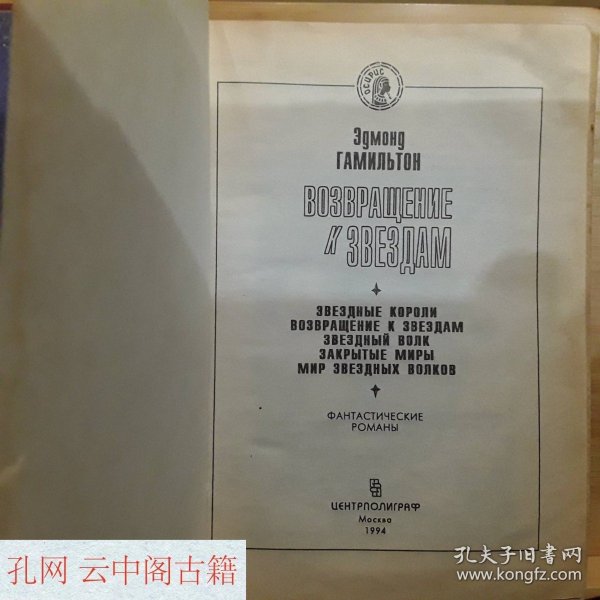 ОСИРИС
Эдмонд
ГАМИЛЬТОН
ВОЗВРАЩЕНИЕ
К ЗВЕЗДАМ
ЗВЕЗДНЫЕ КОРОЛИ
ВОЗВРАЩЕНИЕ К ЗВЕЗДАМ
ЗВЕЗДНЫЙ ВОЛК
ЗАКРЫТЫЕ МИРЫ
МИР ЗВЕЗДНЫХ ВОЛКОВ
ФАНТАСТИЧЕСКИЕ
РОМАНЫ
ЦЕНТРПОЛИГРАФ
Москва
1994
孔网 云中阁古籍
孔夫子旧书网
www.kongfz.com